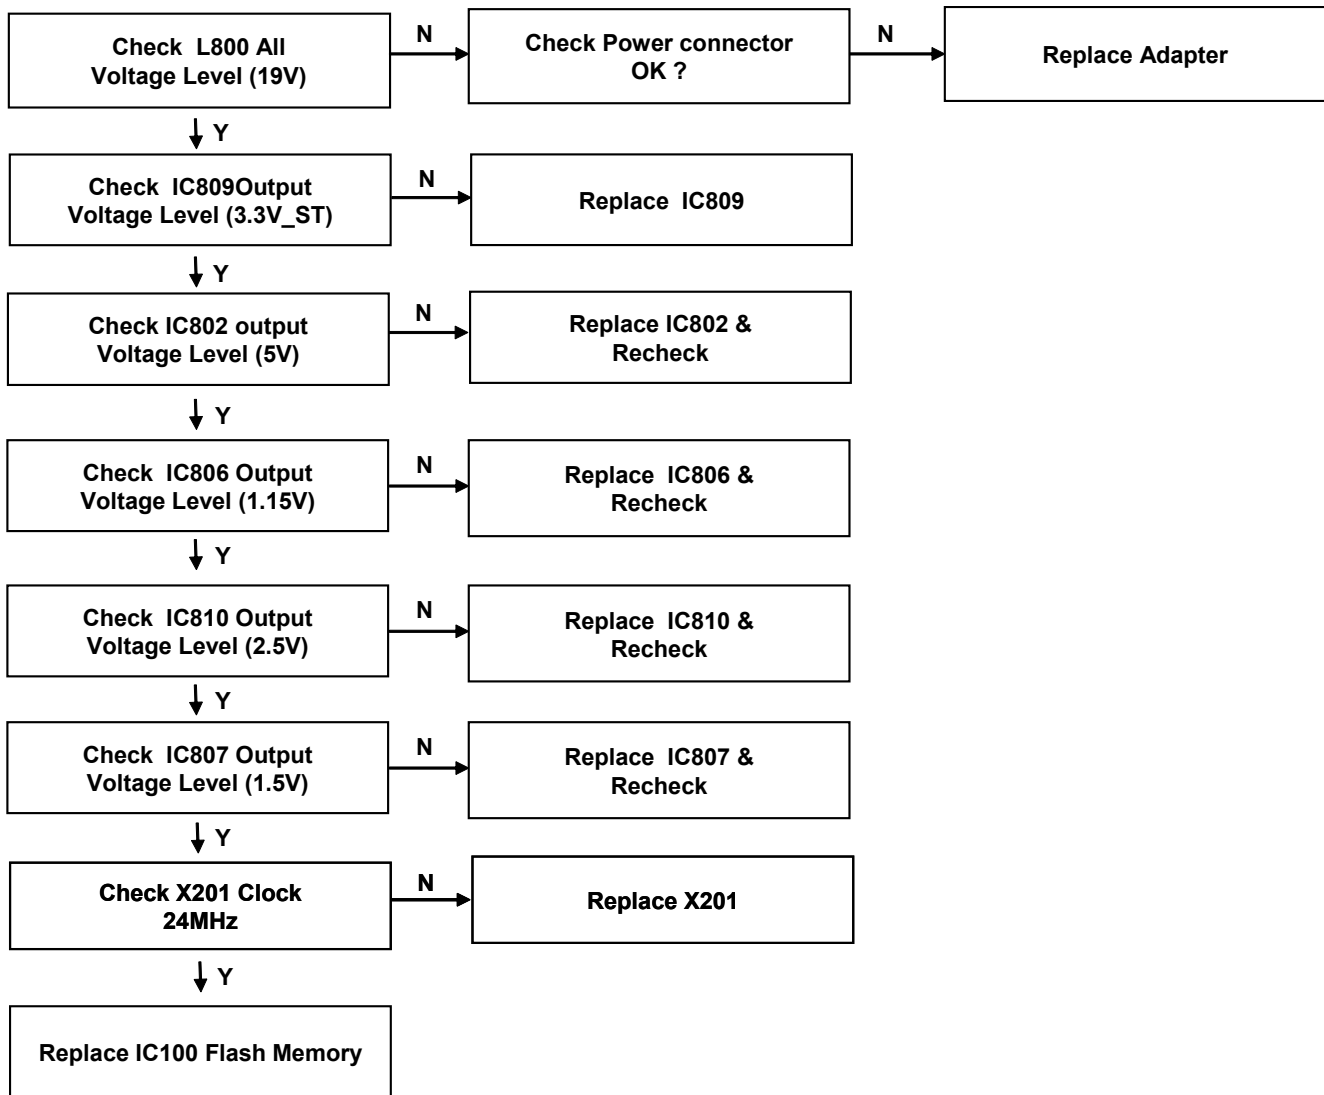 Check L800 All
Voltage Level (19V)
N
Check Power connector
OK ?
N
Replace Adapter
Y
Check IC809Output
Voltage Level (3.3V_ST)
N
Replace IC809
Y
Check IC802 output
Voltage Level (5V)
N
Replace IC802 &
Recheck
Y
Check IC806 Output
Voltage Level (1.15V)
N
Replace IC806 &
Recheck
Y
Check IC810 Output
Voltage Level (2.5V)
N
Replace IC810 &
Recheck
Y
Check IC807 Output
Voltage Level (1.5V)
N
Replace IC807 &
Recheck
Y
Check X201 Clock
24MHz
N
Replace X201
Y
Replace IC100 Flash Memory